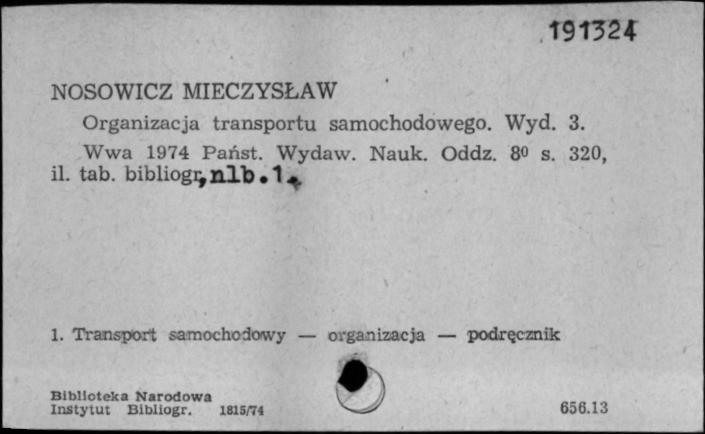 191324
NOSOWICZ MIECZYSŁAW
Organizacja transportu samochodowego. Wyd. 3.
Wwa 1974 Państ. Wydaw. Nauk. Oddz. 8º s. 320,
il. tab. bibliogr, nlb.1.
1. Transport samochodowy — organizacja — podręcznik
Biblioteka Narodowa
Instytut Bibliogr. 1815/74
656.13